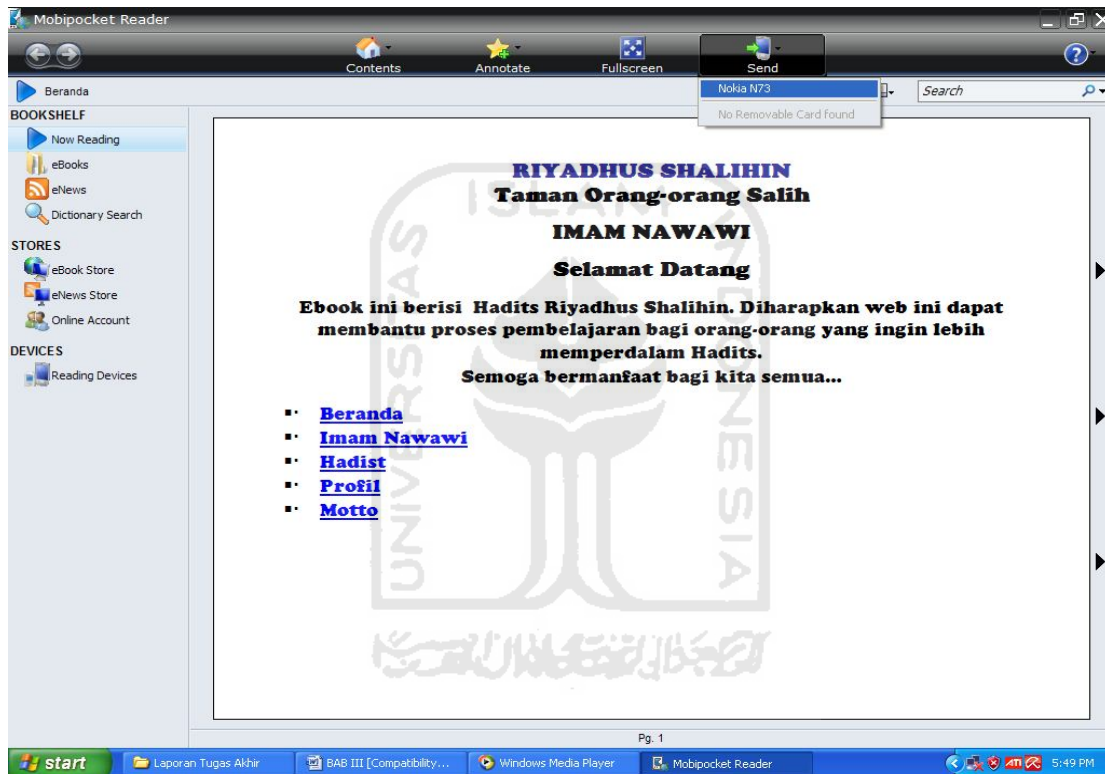 Mobipocket Reader
Contents
Annotate
Fullscreen
Send
Beranda
Search
Nokia N73
No Removable Card found
BOOKSHELF
Now Reading
eBooks
eNews
Dictionary Search
STORES
eBook Store
eNews Store
Online Account
DEVICES
Reading Devices
RIYADHUS SHALIHIN
Taman Orang-orang Salih
IMAM NAWAWI
Selamat Datang
Ebook ini berisi Hadits Riyadhus Shalihin. Diharapkan web ini dapat
membantu proses pembelajaran bagi orang-orang yang ingin lebih
memperdalam Hadits.
Semoga bermanfaat bagi kita semua...
Beranda
Imam Nawawi
Hadist
Profil
Motto
UNIVERSITAS
ISLAM
INDONESIA
Pg. 1
start
Laporan Tugas Akhir
BAB III [Compatibility...
Windows Media Player
Mobipocket Reader
5:49 PM